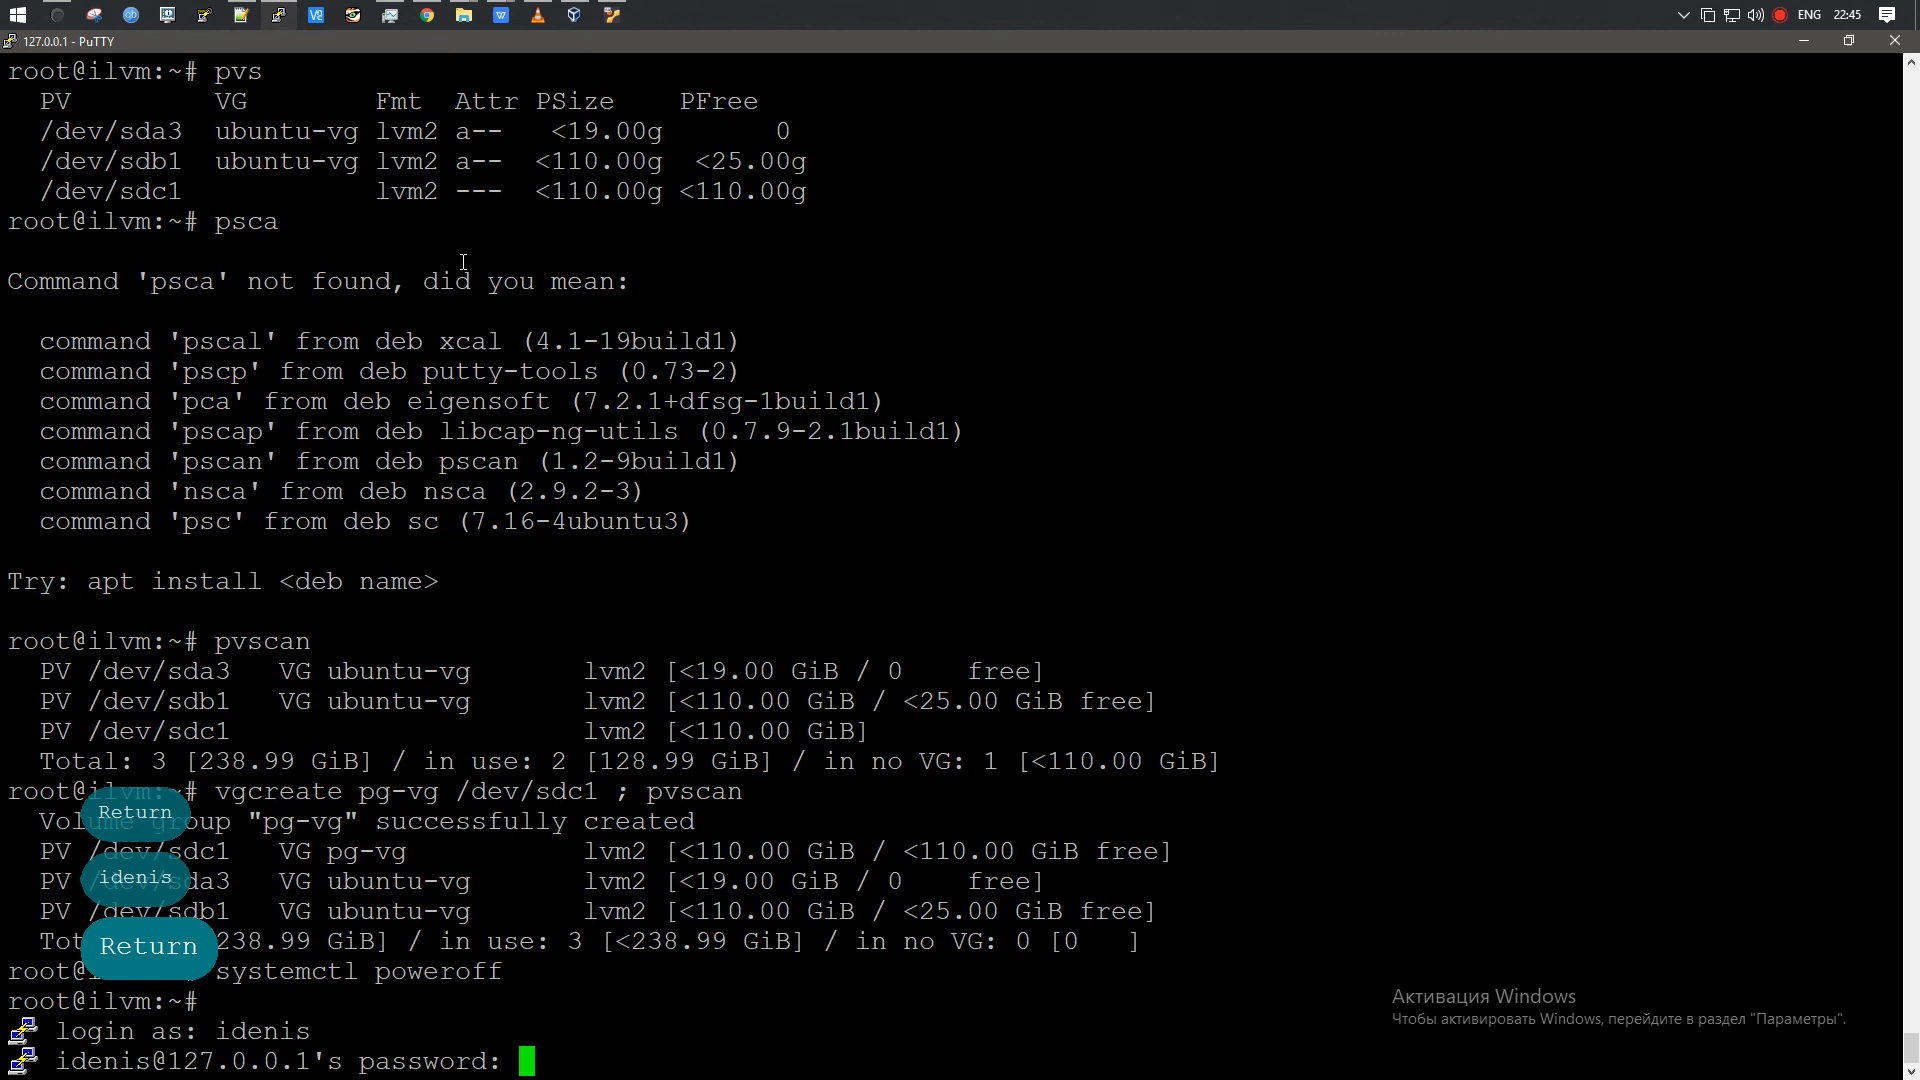 ENG 22:45
127.0.0.1 - PuTTY
root@ilvm:~# pvs
PV VG Fmt Attr PSize PFree
/dev/sda3 ubuntu-vg lvm2 a-- <19.00g 0
/dev/sdb1 ubuntu-vg lvm2 a-- <110.00g <25.00g
/dev/sdc1 lvm2 --- <110.00g <110.00g
root@ilvm:~# psca
Command 'psca' not found, did you mean:
command 'pscal' from deb xcal (4.1-19build1)
command 'pscp' from deb putty-tools (0.73-2)
command 'pca' from deb eigensoft (7.2.1+dfsg-1build1)
command 'pscap' from deb libcap-ng-utils (0.7.9-2.1build1)
command 'pscan' from deb pscan (1.2-9build1)
command 'nsca' from deb nsca (2.9.2-3)
command 'psc' from deb sc (7.16-4ubuntu3)
Try: apt install <deb name>
root@ilvm:~# pvscan
PV /dev/sda3 VG ubuntu-vg lvm2 [<19.00 GiB / 0 free]
PV /dev/sdb1 VG ubuntu-vg lvm2 [<110.00 GiB / <25.00 GiB free]
PV /dev/sdc1 lvm2 [<110.00 GiB]
Total: 3 [238.99 GiB] / in use: 2 [128.99 GiB] / in no VG: 1 [<110.00 GiB]
root@ilvm:~# vgcreate pg-vg /dev/sdc1 ; pvscan
Return
Volume group "pg-vg" successfully created
PV /dev/sdc1 VG pg-vg lvm2 [<110.00 GiB / <110.00 GiB free]
idenis
PV /dev/sda3 VG ubuntu-vg lvm2 [<19.00 GiB / 0 free]
PV /dev/sdb1 VG ubuntu-vg lvm2 [<110.00 GiB / <25.00 GiB free]
Return
238.99 GiB] / in use: 3 [<238.99 GiB] / in no VG: 0 [0 ]
systemctl poweroff
root@ilvm:~#
login as: idenis
idenis@127.0.0.1's password:
Активация Windows
Чтобы активировать Windows, перейдите в раздел "Параметры".